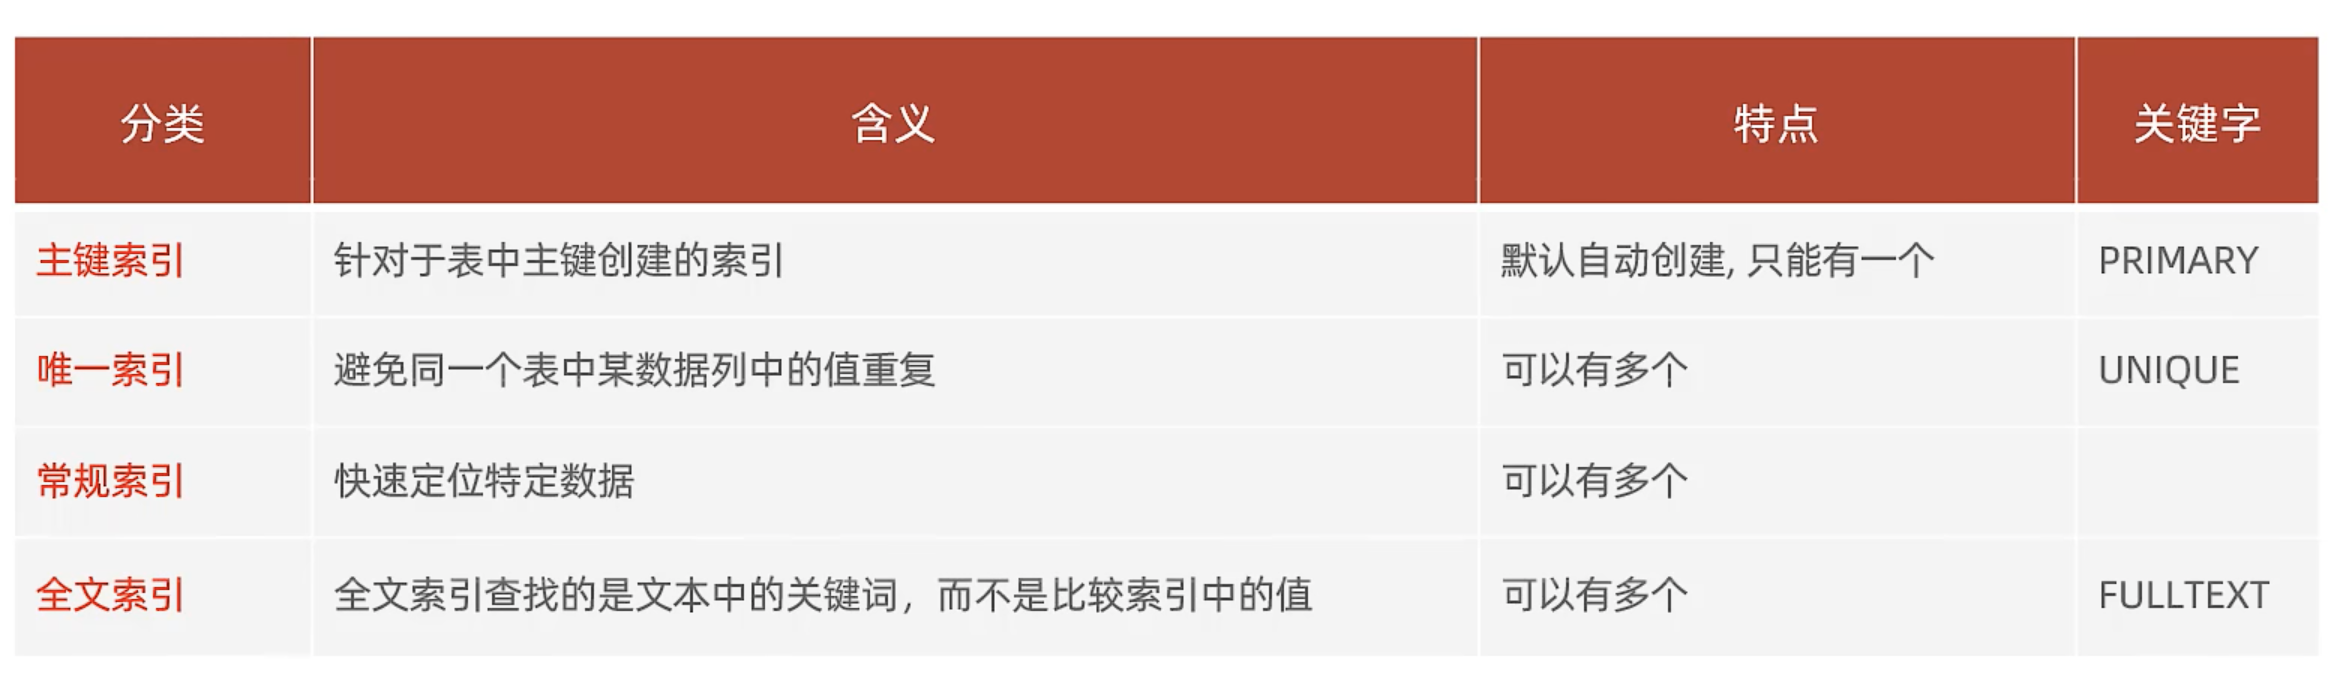 分类 含义 特点 关键字
主键索引 针对于表中主键创建的索引 默认自动创建, 只能有一个 PRIMARY
唯一索引 避免同一个表中某数据列中的值重复 可以有多个 UNIQUE
常规索引 快速定位特定数据 可以有多个
全文索引 全文索引查找的是文本中的关键词，而不是比较索引中的值 可以有多个 FULLTEXT